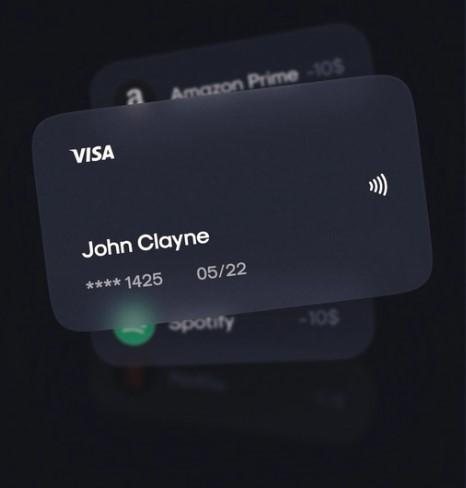 Amazon Prime -10$
VISA
John Clayne
**** 1425 05/22
Spotify -10$